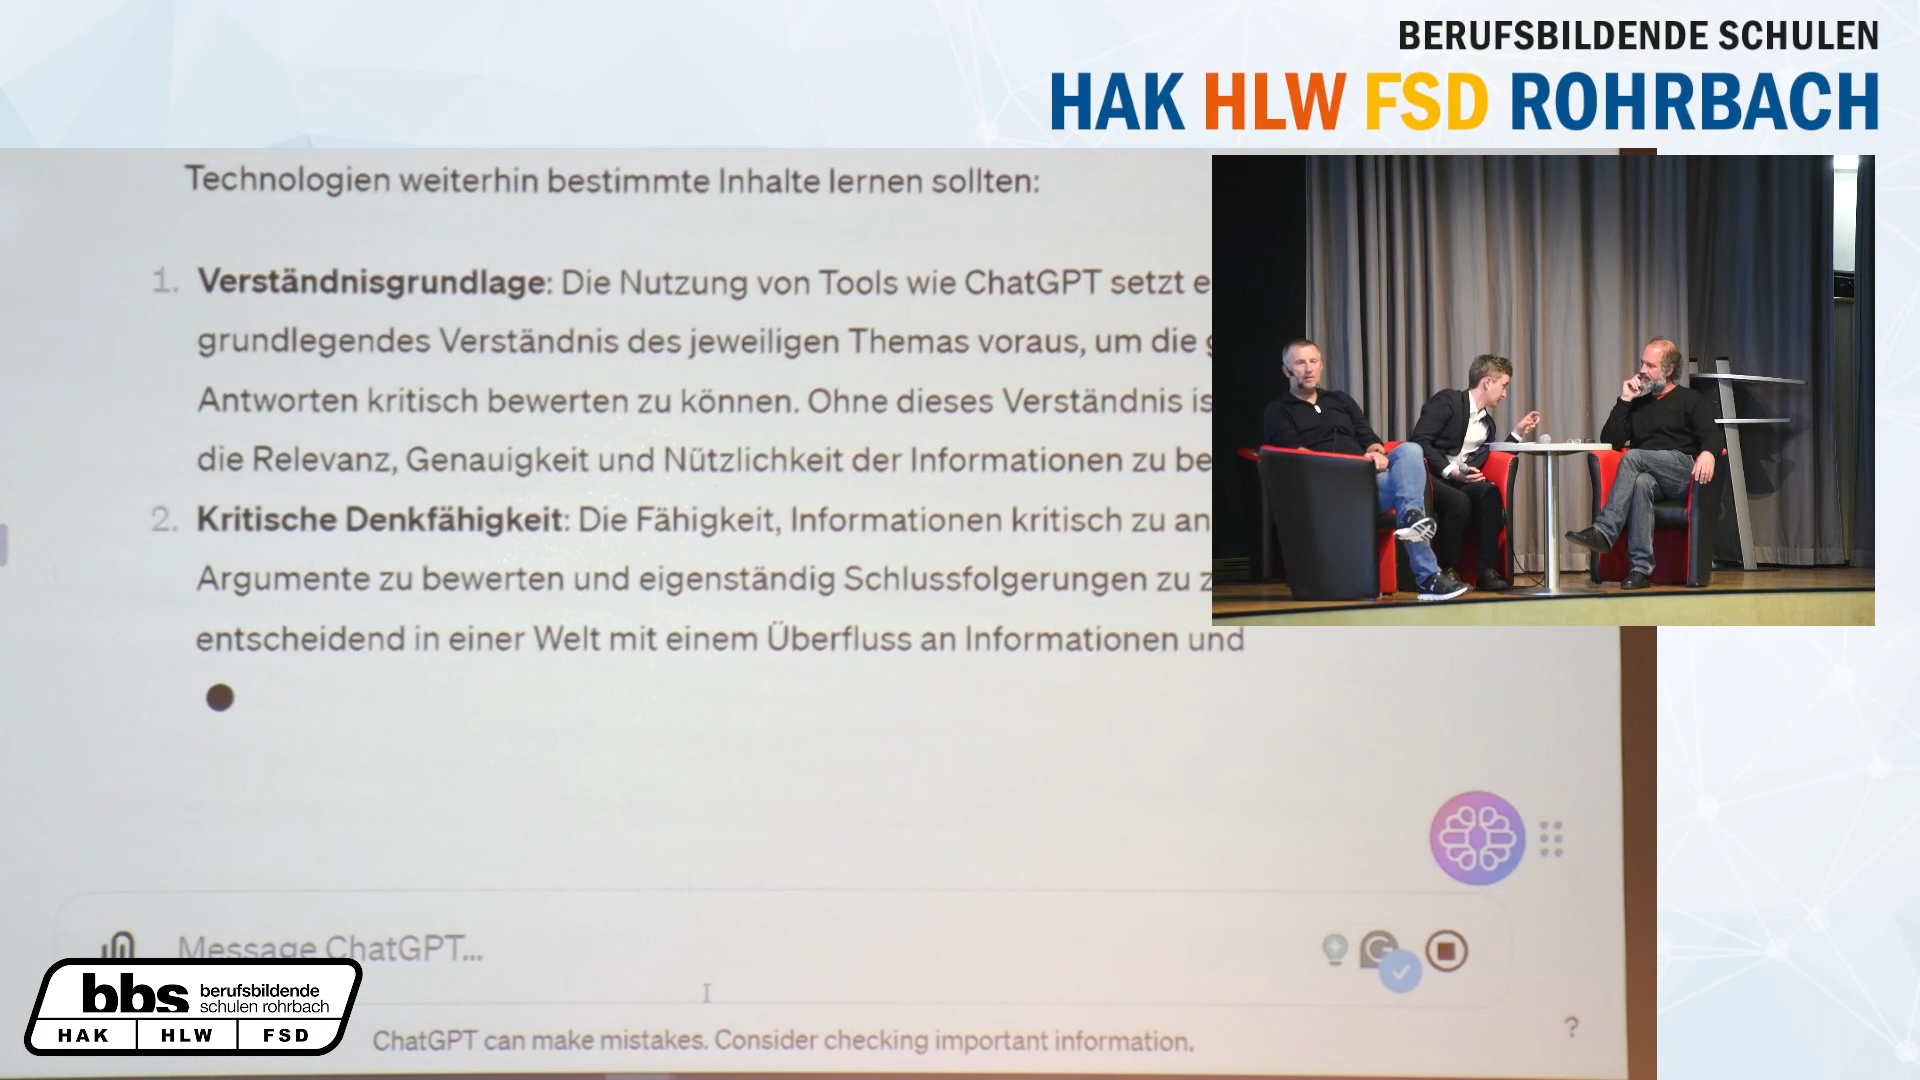 BERUFSBILDENDE SCHULEN
HAK HLW FSD ROHRBACH
Technologien weiterhin bestimmte Inhalte lernen sollten:
1. Verständnisgrundlage: Die Nutzung von Tools wie ChatGPT setzt
grundlegendes Verständnis des jeweiligen Themas voraus, um die
Antworten kritisch bewerten zu können. Ohne dieses Verständnis
die Relevanz, Genauigkeit und Nützlichkeit der Informationen zu
2. Kritische Denkfähigkeit: Die Fähigkeit, Informationen kritisch zu
Argumente zu bewerten und eigenständig Schlussfolgerungen zu
entscheidend in einer Welt mit einem Überfluss an Informationen und
Message ChatGPT...
bbs berufsbildende
schulen rohrbach
HAK HLW FSD
ChatGPT can make mistakes. Consider checking important information.
?